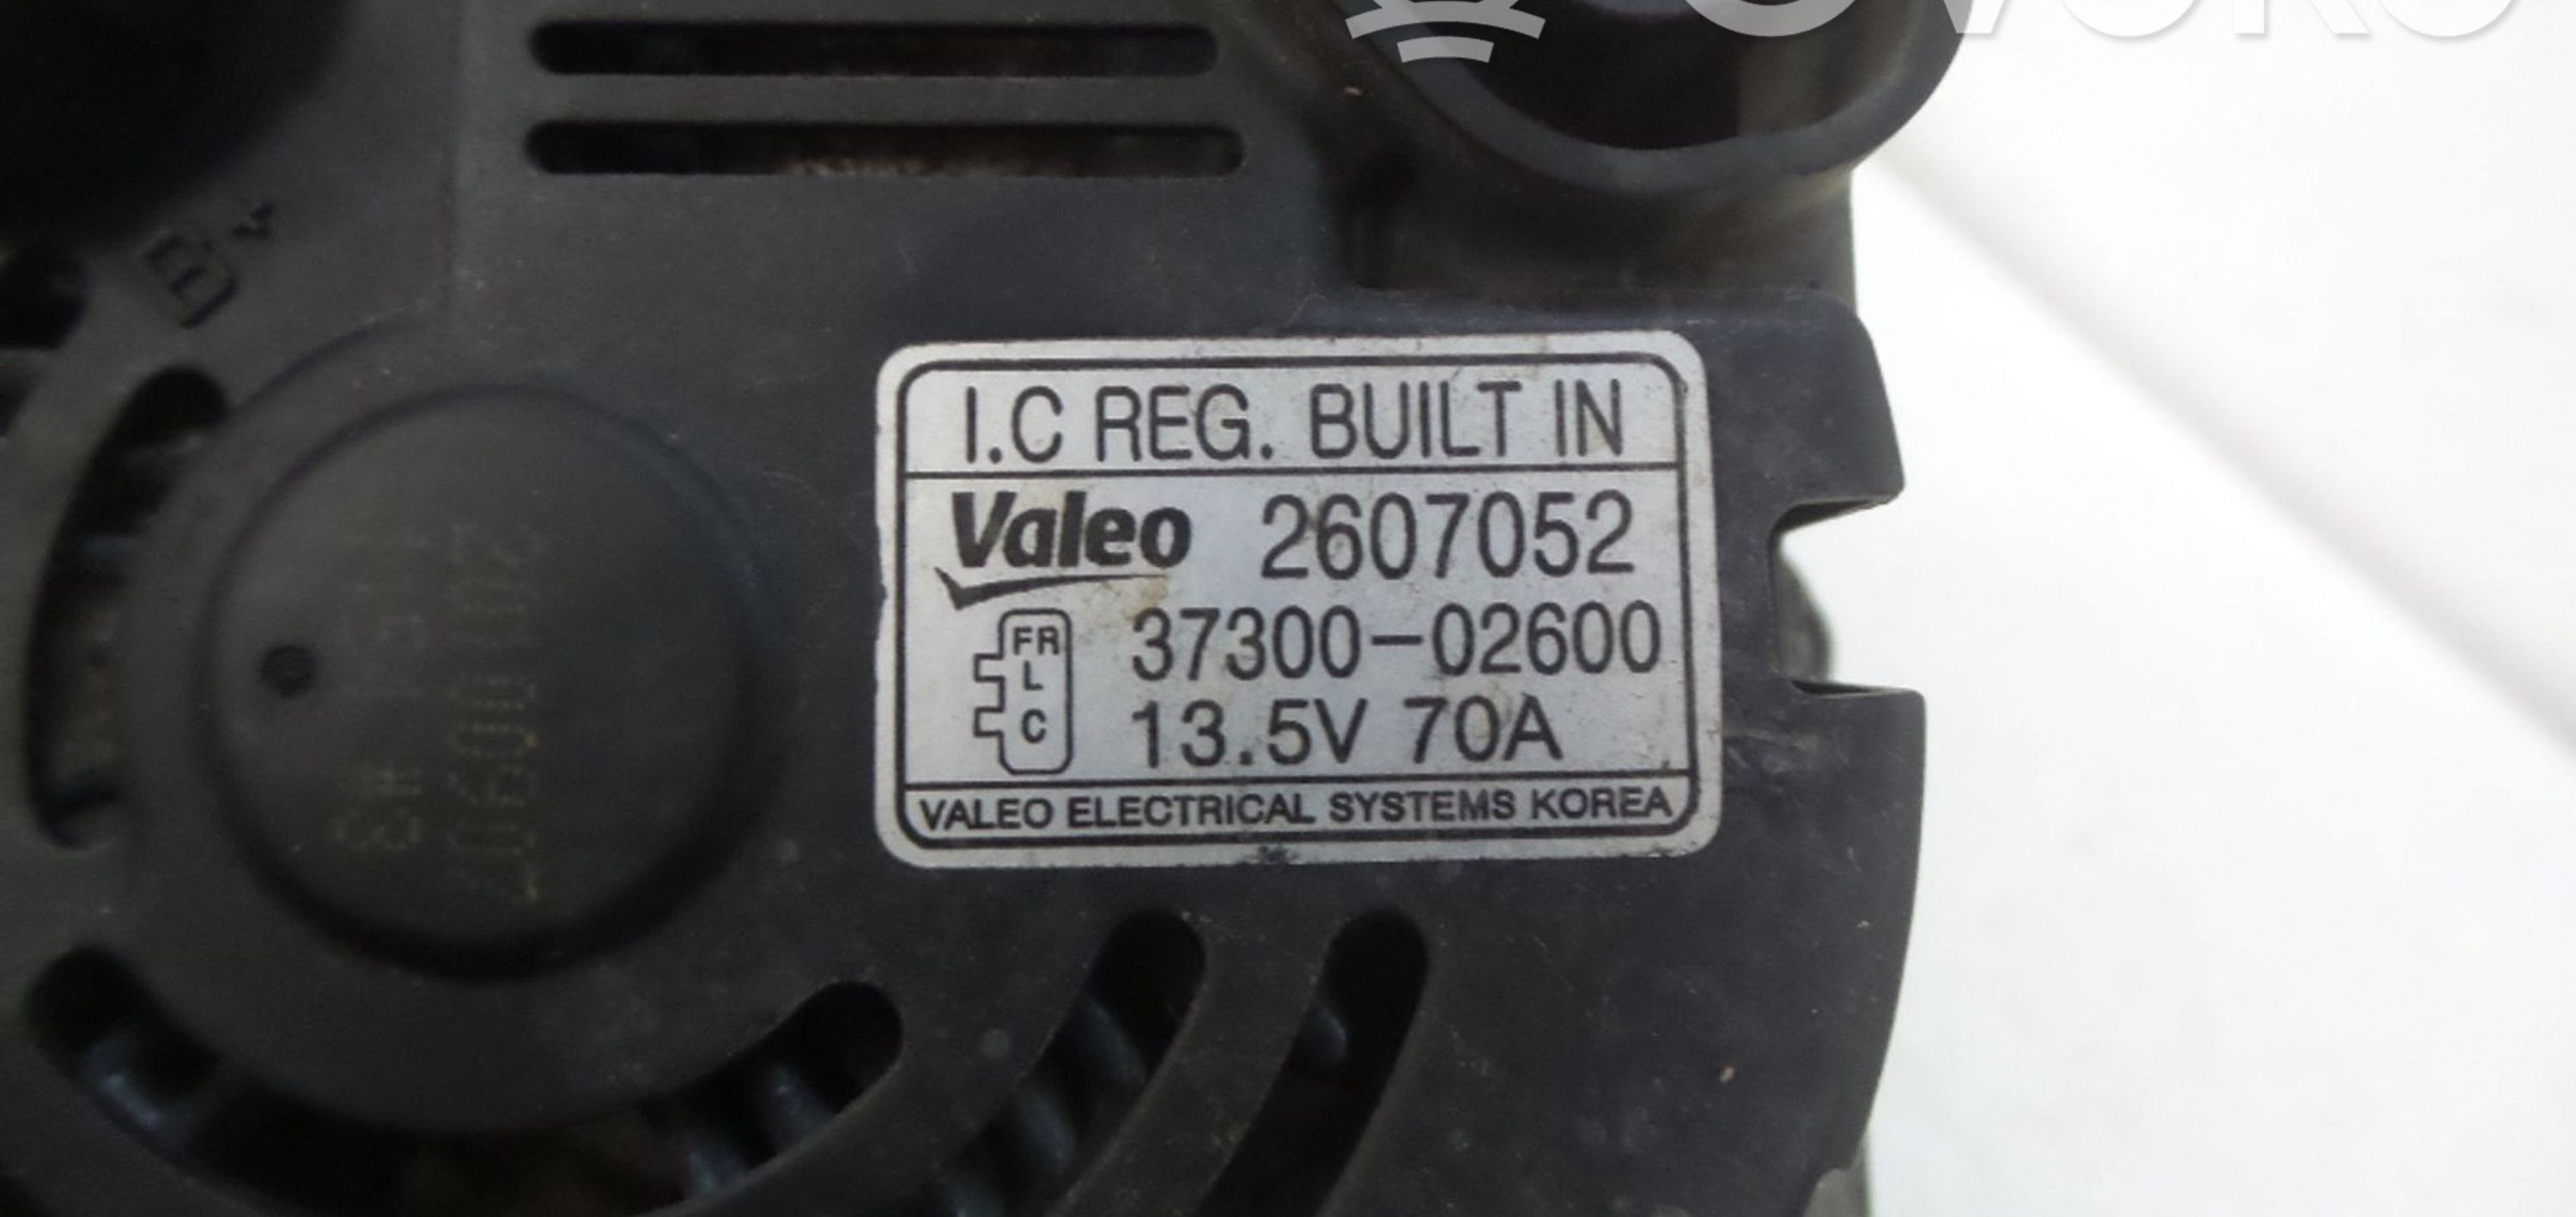 I.C REG. BUILT IN
Valeo 2607052
FR
L
C
37300-02600
13.5V 70A
VALEO ELECTRICAL SYSTEMS KOREA